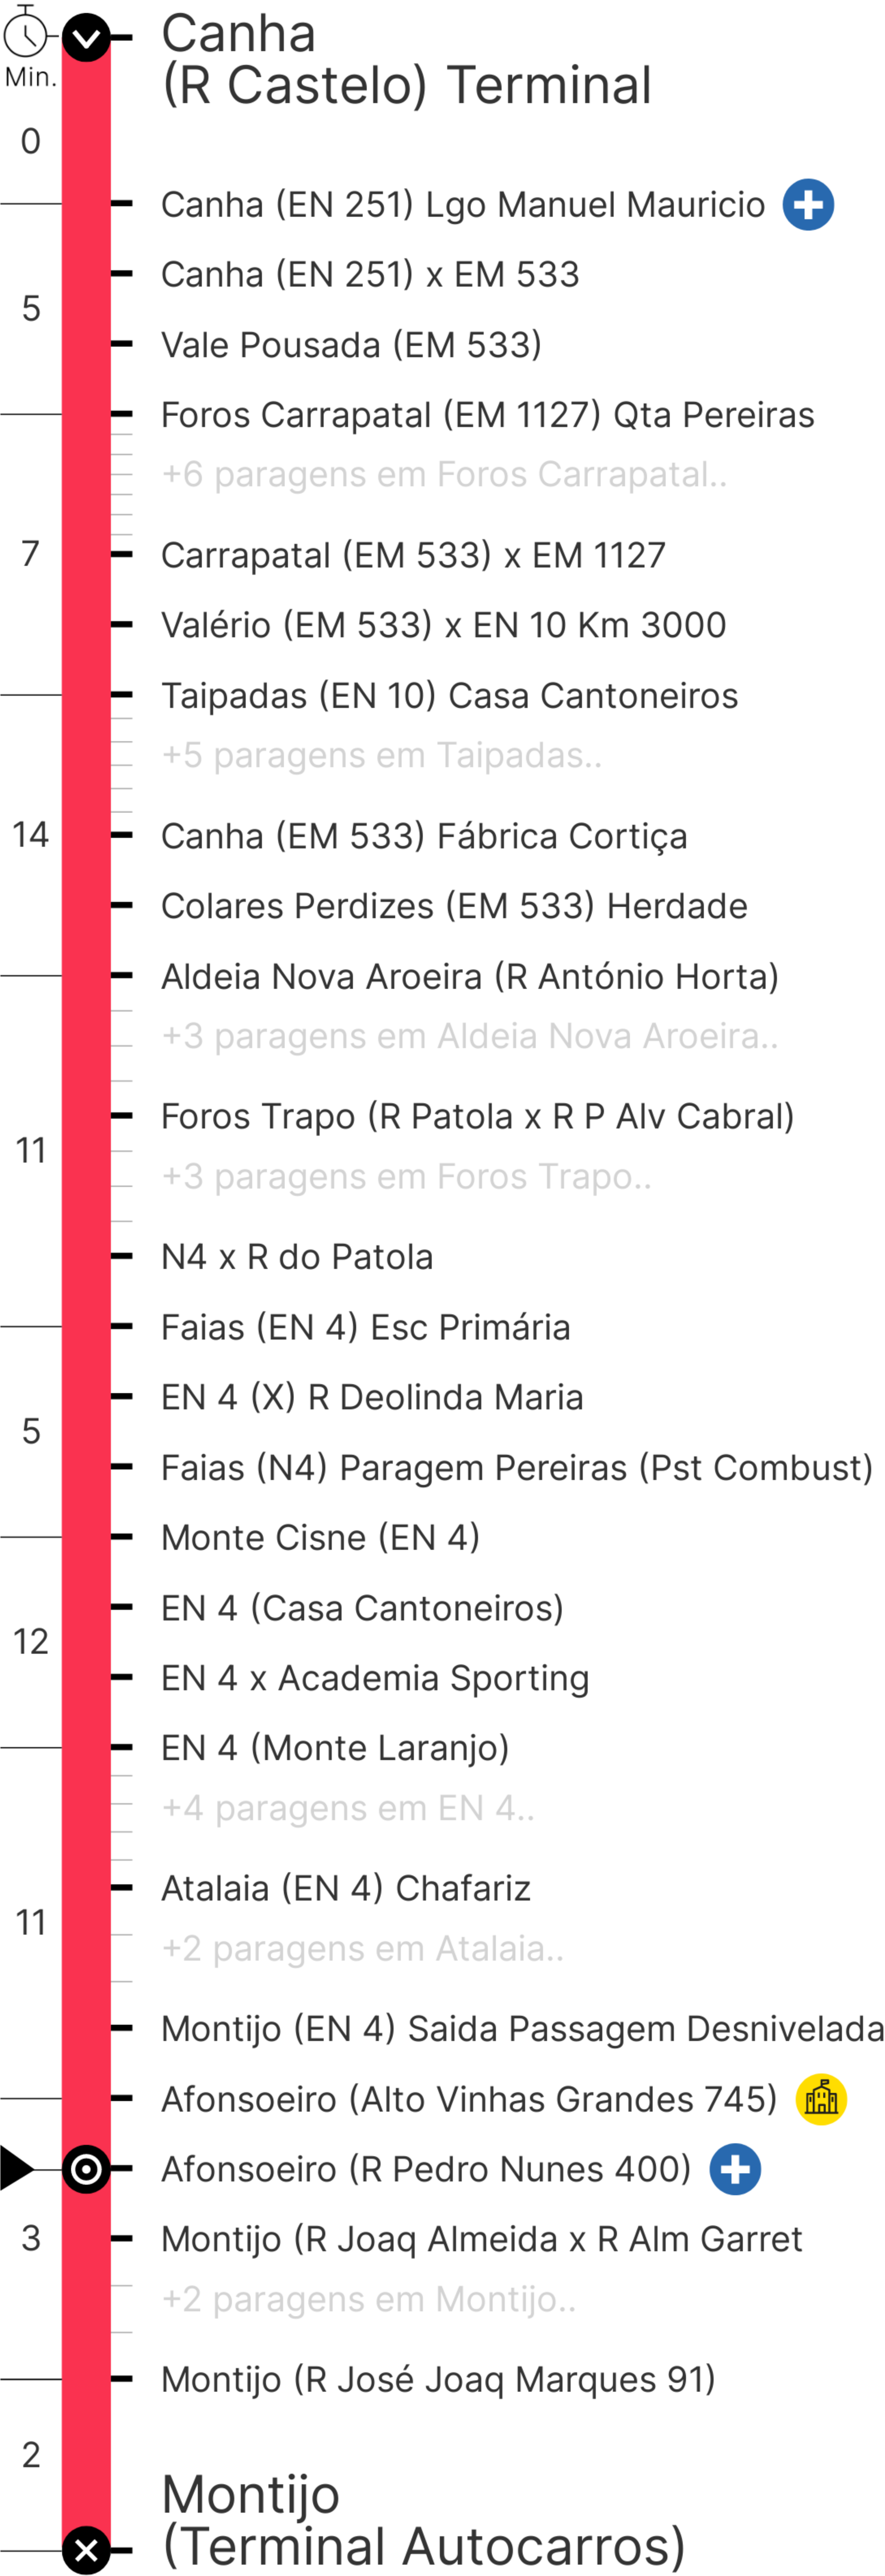 Canha
(R Castelo) Terminal
Min.
0
Canha (EN 251) Lgo Manuel Mauricio
Canha (EN 251) x EM 533
5
Vale Pousada (EM 533)
Foros Carrapatal (EM 1127) Qta Pereiras
+6 paragens em Foros Carrapatal..
7
Carrapatal (EM 533) x EM 1127
Valério (EM 533) x EN 10 Km 3000
Taipadas (EN 10) Casa Cantoneiros
+5 paragens em Taipadas..
14
Canha (EM 533) Fábrica Cortiça
Colares Perdizes (EM 533) Herdade
Aldeia Nova Aroeira (R António Horta)
+3 paragens em Aldeia Nova Aroeira..
Foros Trapo (R Patola x R P Alv Cabral)
11
+3 paragens em Foros Trapo..
N4 x R do Patola
Faias (EN 4) Esc Primária
EN 4 (X) R Deolinda Maria
5
Faias (N4) Paragem Pereiras (Pst Combust)
Monte Cisne (EN 4)
EN 4 (Casa Cantoneiros)
12
EN 4 x Academia Sporting
EN 4 (Monte Laranjo)
+4 paragens em EN 4..
Atalaia (EN 4) Chafariz
11
+2 paragens em Atalaia..
Montijo (EN 4) Saida Passagem Desnivelada
Afonsoeiro (Alto Vinhas Grandes 745)
Afonsoeiro (R Pedro Nunes 400)
3
Montijo (R Joaq Almeida x R Alm Garret
+2 paragens em Montijo..
Montijo (R José Joaq Marques 91)
2
Montijo
(Terminal Autocarros)